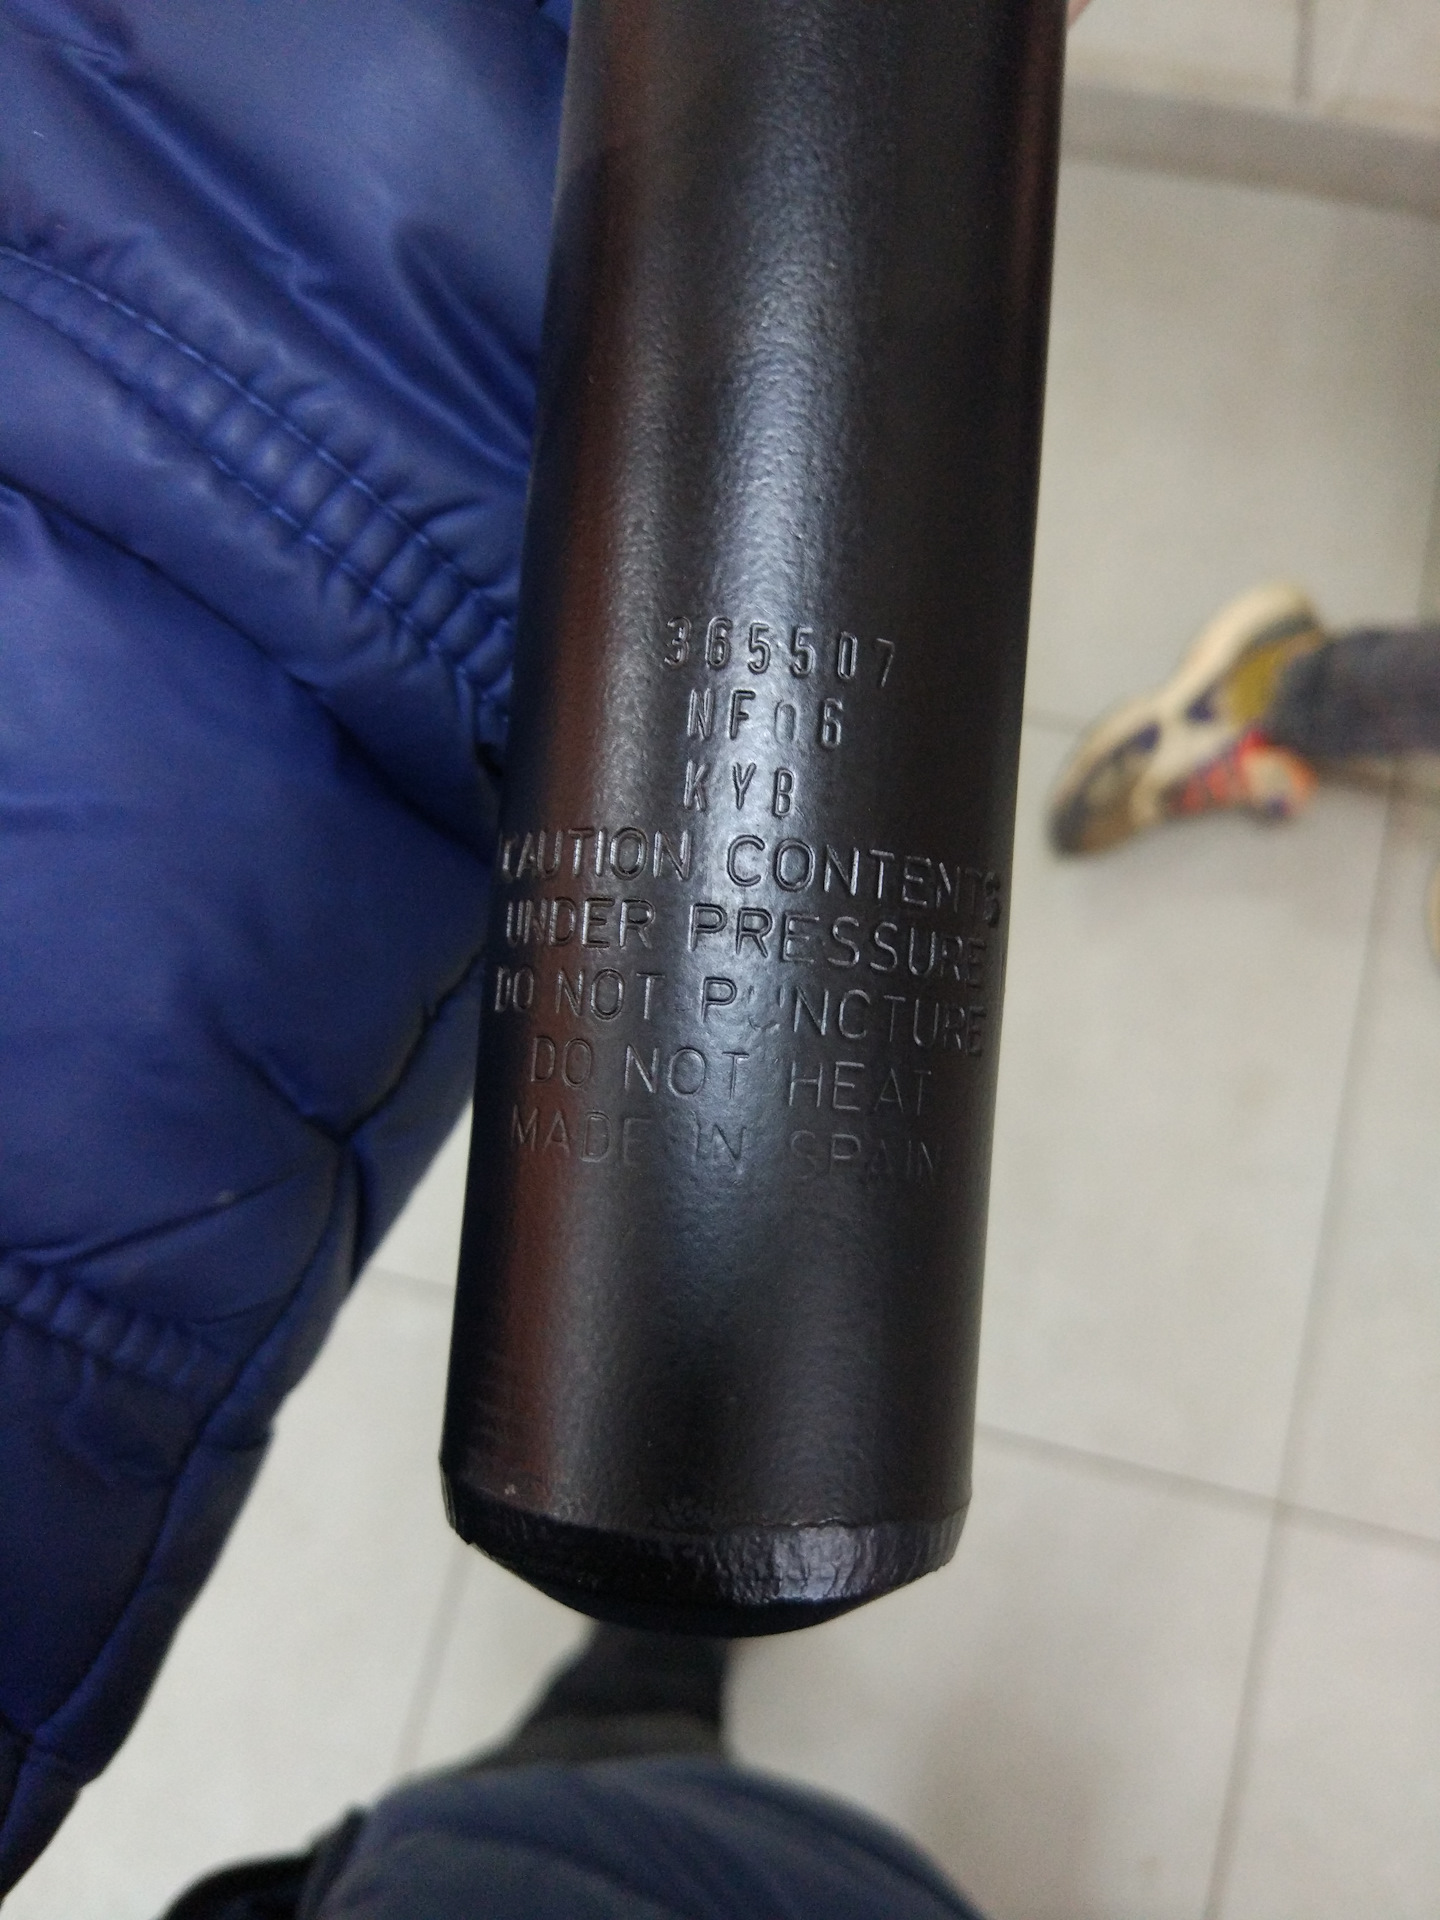 365507
NF06
KYB
CAUTION CONTENTS
UNDER PRESSURE
DO NOT PUNCTURE
DO NOT HEAT
MADE IN SPAIN